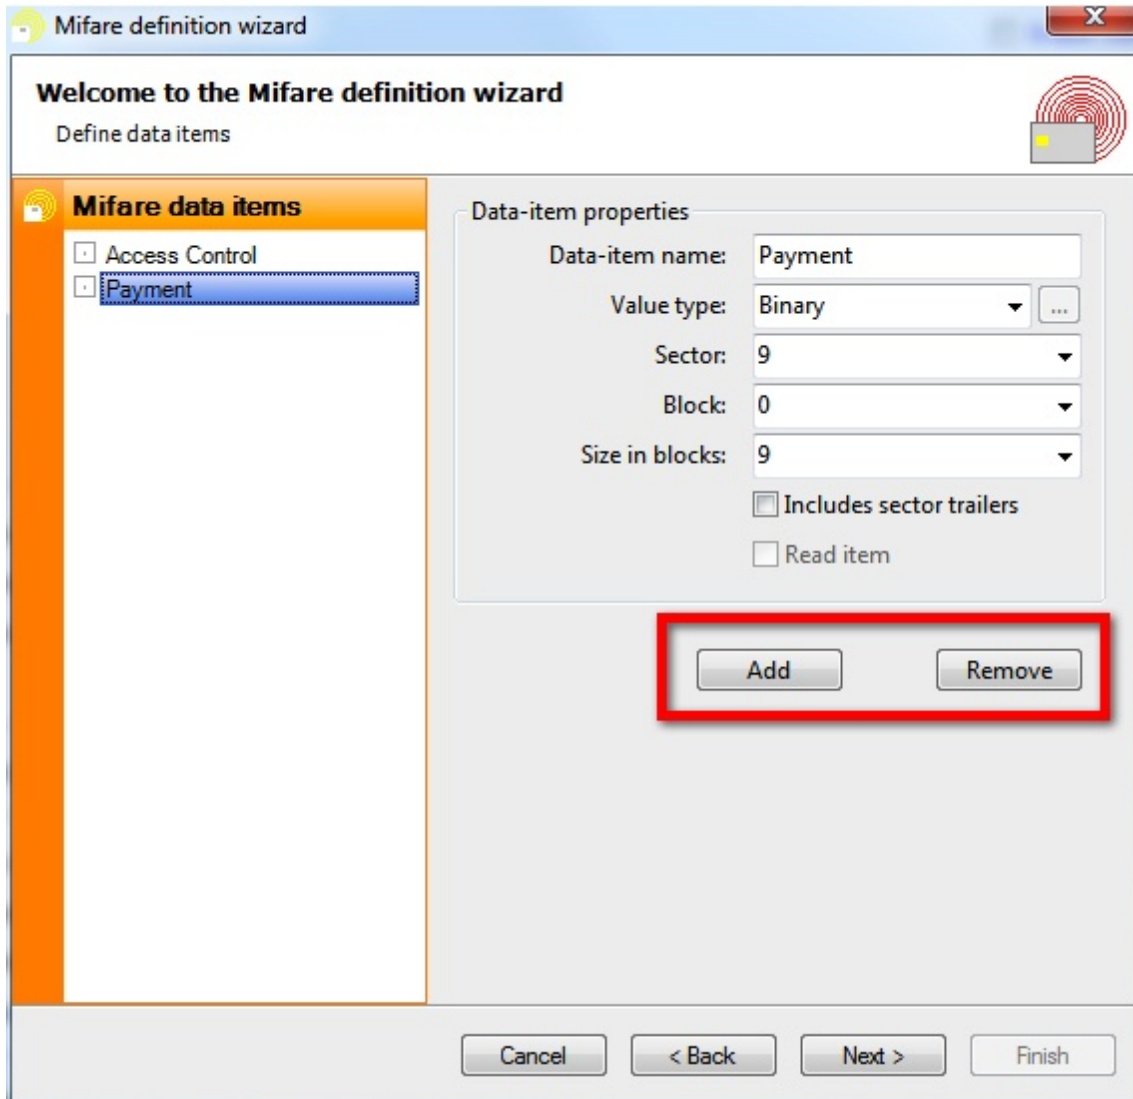 Mifare definition wizard
X
Welcome to the Mifare definition wizard
Define data items
Mifare data items
Access Control
Payment
Data-item properties
Data-item name: Payment
Value type: Binary ...
Sector: 9
Block: 0
Size in blocks: 9
Includes sector trailers
Read item
Add Remove
Cancel < Back Next > Finish